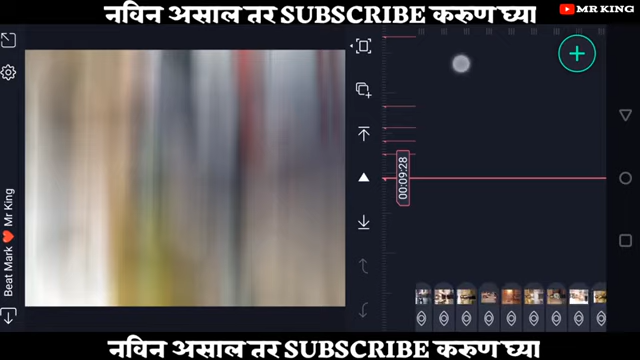 नविन असाल तर SUBSCRIBE करुण घ्या
MR KING
00:09:28
Beat Mark ❤️ Mr King
नविन असाल तर SUBSCRIBE करुण घ्या